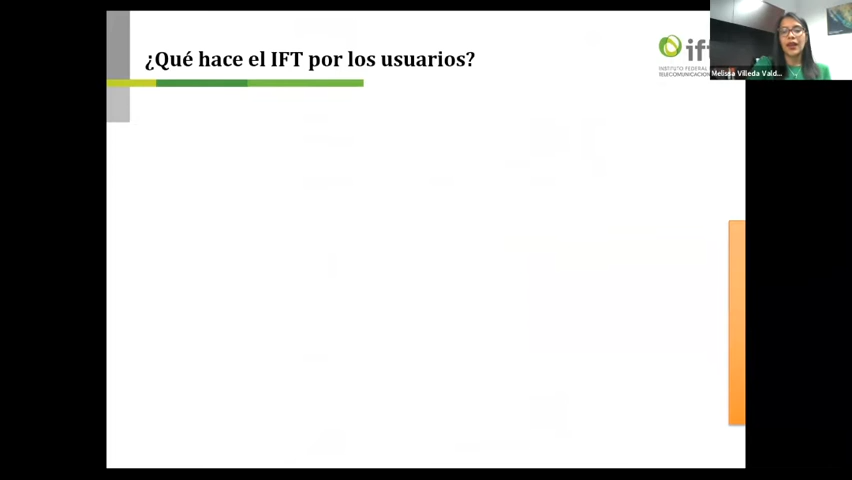 ¿Qué hace el IFT por los usuarios?
ift
INSTITUTO FEDERAL
TELECOMUNICACION
Melissa Villeda Vald...